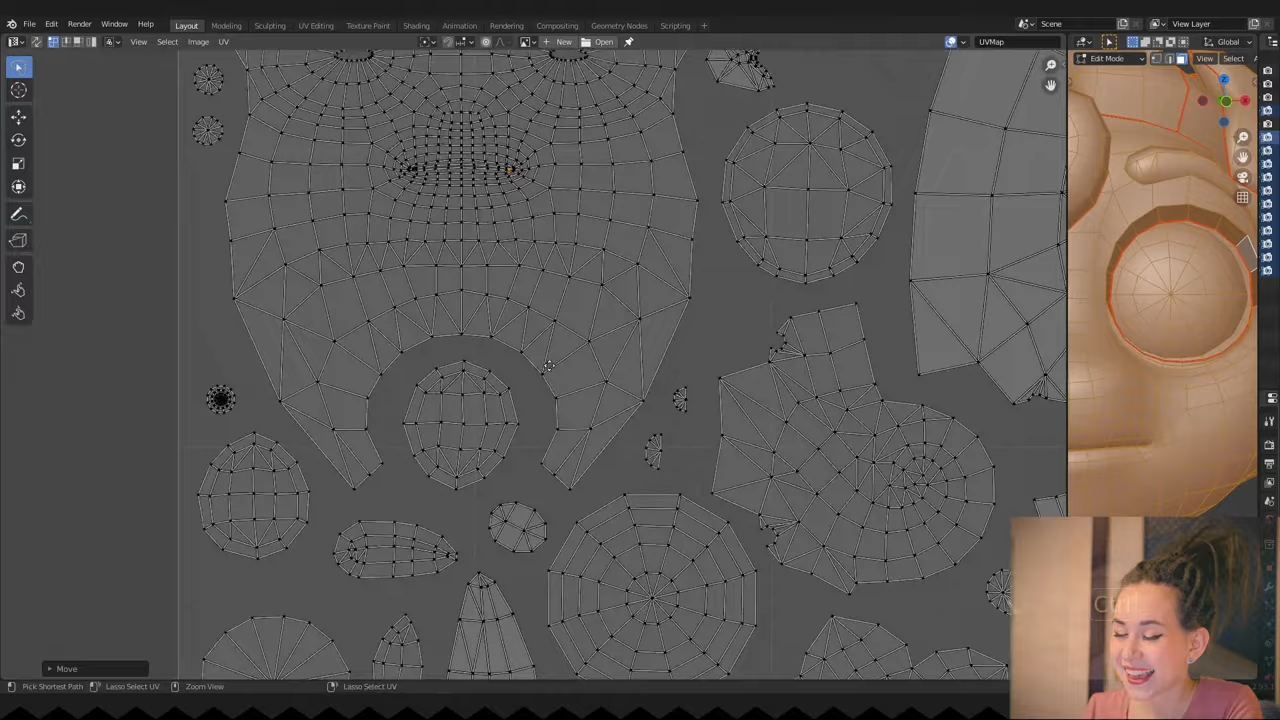 File Edit Render Window Help Layout Modeling Sculpting UV Editing Texture Paint Shading Animation Rendering Compositing Geometry Nodes Scripting + Scene View Layer
View Select Image UV New Open UVMap Global
Edit Mode View Select A
Z
X
Ctrl
Move
Pick Shortest Path Lasso Select UV Zoom View Lasso Select UV